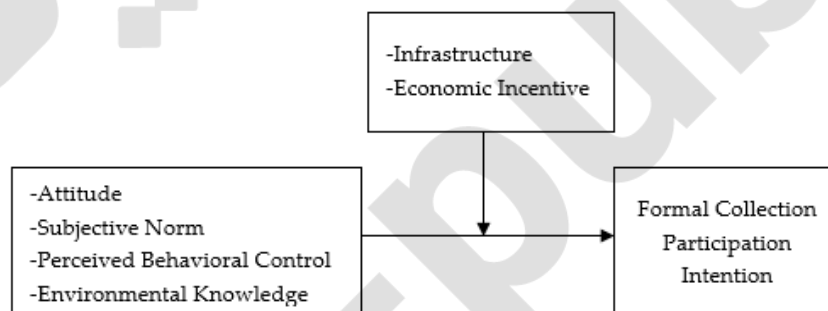 -Infrastructure
-Economic Incentive
-Attitude
-Subjective Norm
-Perceived Behavioral Control
-Environmental Knowledge
Formal Collection
Participation
Intention